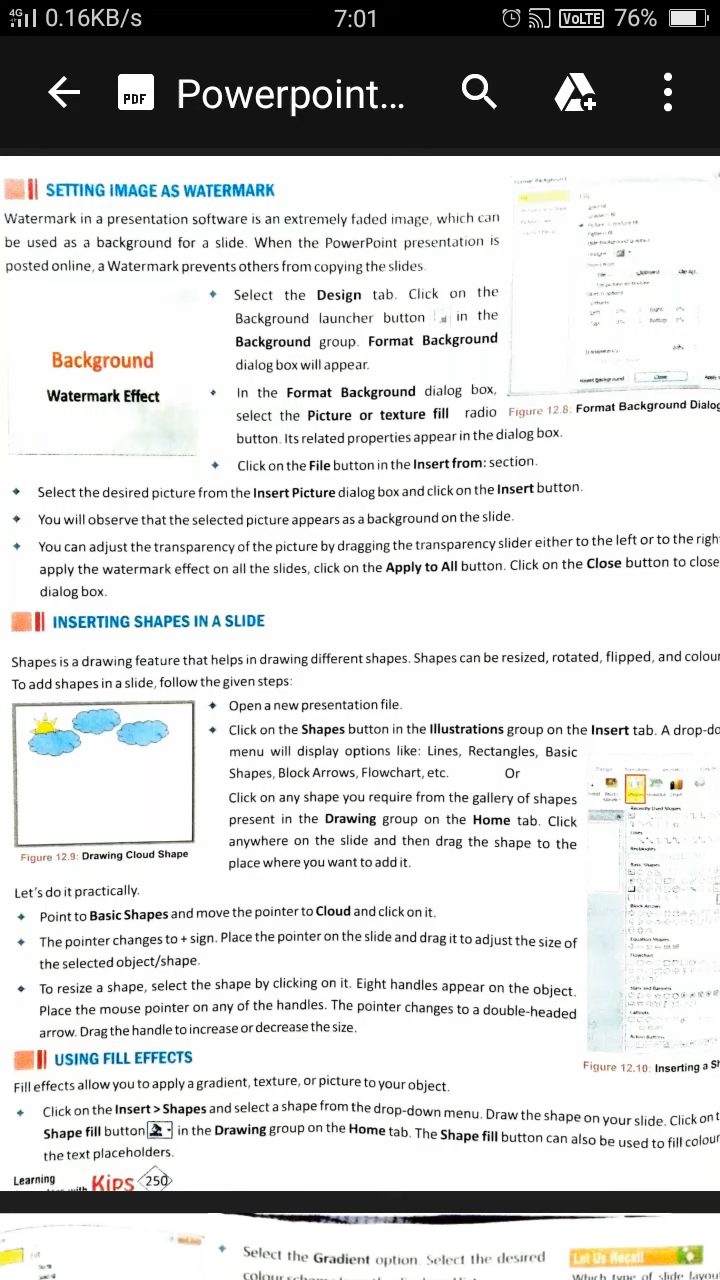 4G 0.16KB/s 7:01 VoLTE 76%
PDF Powerpoint...
SETTING IMAGE AS WATERMARK
Watermark in a presentation software is an extremely faded image, which can
be used as a background for a slide. When the PowerPoint presentation is
posted online, a Watermark prevents others from copying the slides.
Select the Design tab. Click on the
Background launcher button in the
Background group. Format Background
dialog box will appear.
Background
Watermark Effect
In the Format Background dialog box,
select the Picture or texture fill radio
button. Its related properties appear in the dialog box.
Click on the File button in the Insert from: section.
Figure 12.8: Format Background Dialog
Select the desired picture from the Insert Picture dialog box and click on the Insert button.
You will observe that the selected picture appears as a background on the slide.
You can adjust the transparency of the picture by dragging the transparency slider either to the left or to the right
apply the watermark effect on all the slides, click on the Apply to All button. Click on the Close button to close
dialog box.
INSERTING SHAPES IN A SLIDE
Shapes is a drawing feature that helps in drawing different shapes. Shapes can be resized, rotated, flipped, and colour
To add shapes in a slide, follow the given steps:
Open a new presentation file.
Click on the Shapes button in the Illustrations group on the Insert tab. A drop-do
menu will display options like: Lines, Rectangles, Basic
Shapes, Block Arrows, Flowchart, etc. Or
Click on any shape you require from the gallery of shapes
present in the Drawing group on the Home tab. Click
anywhere on the slide and then drag the shape to the
place where you want to add it.
Figure 12.9: Drawing Cloud Shape
Let's do it practically.
Point to Basic Shapes and move the pointer to Cloud and click on it.
The pointer changes to + sign. Place the pointer on the slide and drag it to adjust the size of
the selected object/shape.
To resize a shape, select the shape by clicking on it. Eight handles appear on the object.
Place the mouse pointer on any of the handles. The pointer changes to a double-headed
arrow. Drag the handle to increase or decrease the size.
Figure 12.10: Inserting a Sh
USING FILL EFFECTS
Fill effects allow you to apply a gradient, texture, or picture to your object.
Click on the Insert > Shapes and select a shape from the drop-down menu. Draw the shape on your slide. Click on t
Shape fill button in the Drawing group on the Home tab. The Shape fill button can also be used to fill colour
the text placeholders.
Learning
Kips 250
Select the Gradient option. Select the desired
Let Us Recall
Which type of slide layou